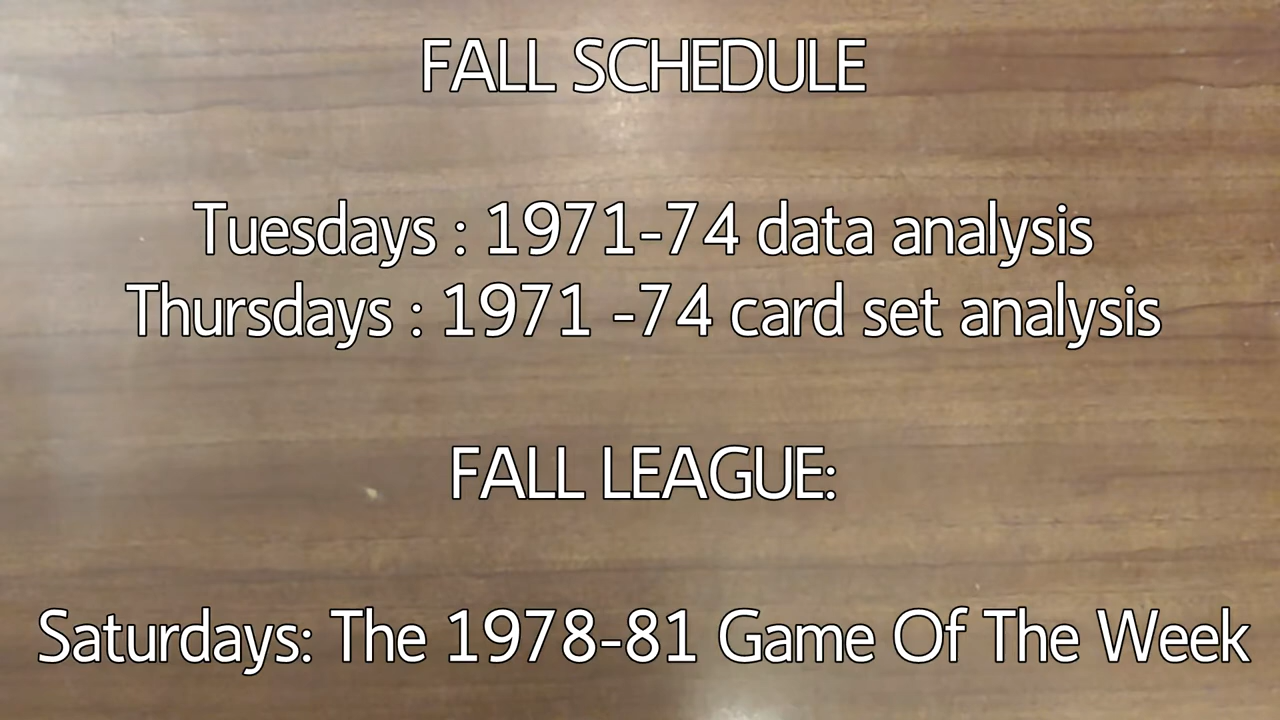 FALL SCHEDULE
Tuesdays : 1971-74 data analysis
Thursdays : 1971 -74 card set analysis
FALL LEAGUE:
Saturdays: The 1978-81 Game Of The Week